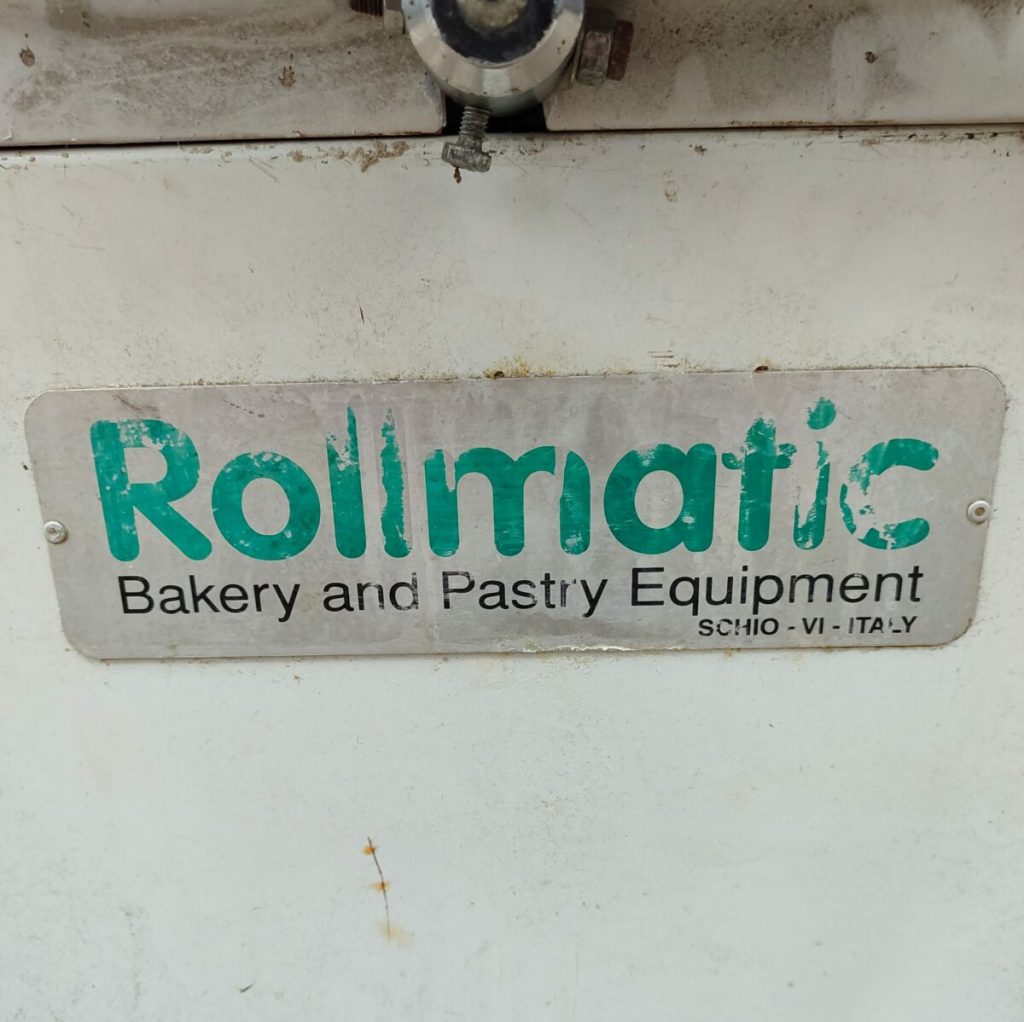 Rollmatic
Bakery and Pastry Equipment
SCHIO - VI - ITALY